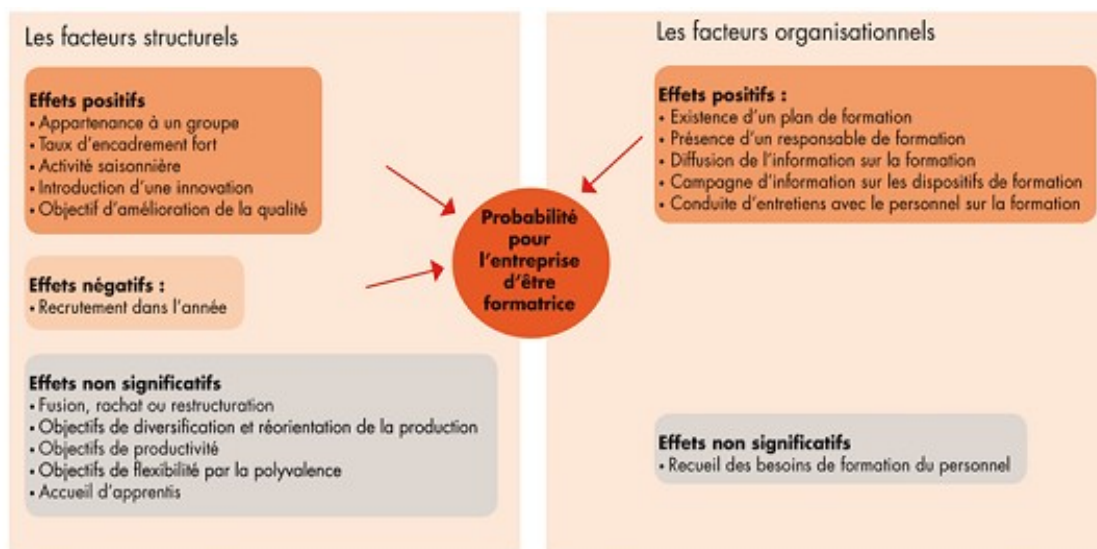 Les facteurs structurels
Effets positifs
• Appartenance à un groupe
• Taux d'encadrement fort
• Activité saisonnière
• Introduction d'une innovation
• Objectif d'amélioration de la qualité
Effets négatifs :
• Recrutement dans l'année
Effets non significatifs
• Fusion, rachat ou restructuration
• Objectifs de diversification et réorientation de la production
• Objectifs de productivité
• Objectifs de flexibilité par la polyvalence
• Accueil d'apprentis
Probabilité
pour
l'entreprise
d'être
formatrice
Les facteurs organisationnels
Effets positifs :
• Existence d'un plan de formation
• Présence d'un responsable de formation
• Diffusion de l'information sur la formation
• Campagne d'information sur les dispositifs de formation
• Conduite d'entretiens avec le personnel sur la formation
Effets non significatifs
• Recueil des besoins de formation du personnel